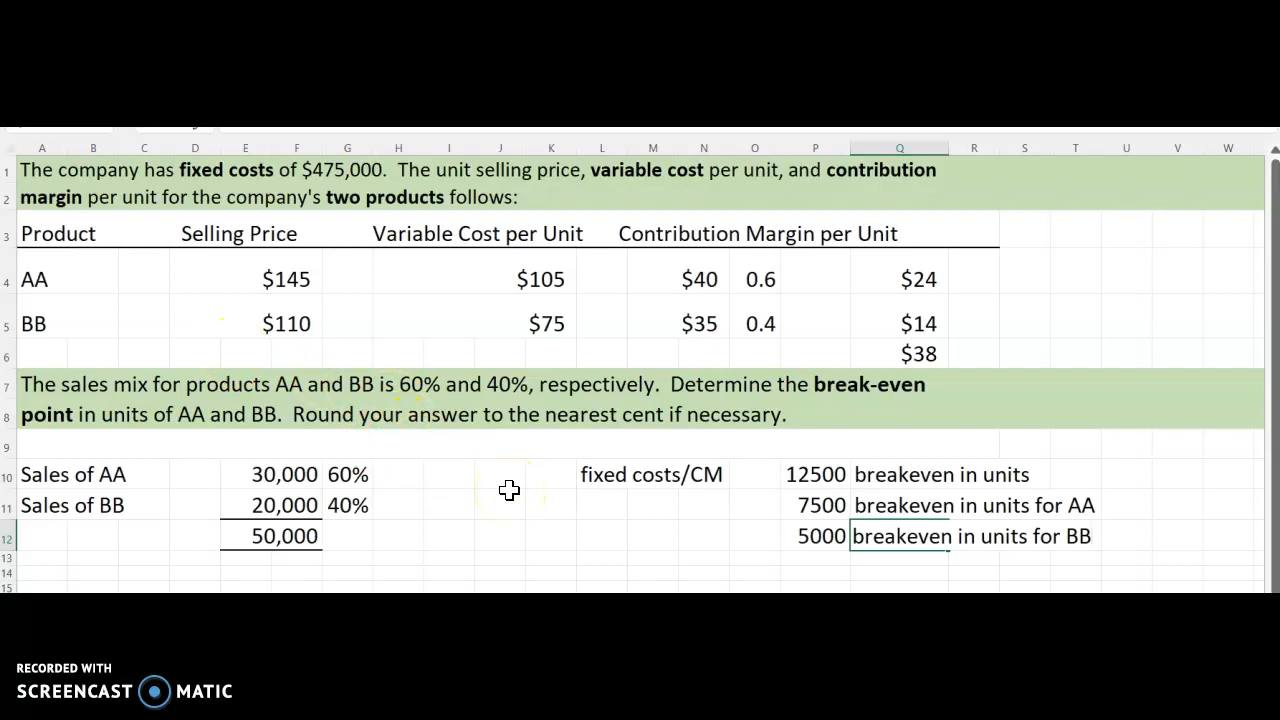 A B C D E F G H I J K L M N O P Q R S T U V W
1 The company has fixed costs of $475,000. The unit selling price, variable cost per unit, and contribution
2 margin per unit for the company's two products follows:
3 Product Selling Price Variable Cost per Unit Contribution Margin per Unit
4 AA $145 $105 $40 0.6 $24
5 BB $110 $75 $35 0.4 $14
6 $38
7 The sales mix for products AA and BB is 60% and 40%, respectively. Determine the break-even
8 point in units of AA and BB. Round your answer to the nearest cent if necessary.
9
10 Sales of AA 30,000 60% fixed costs/CM 12500 breakeven in units
11 Sales of BB 20,000 40% 7500 breakeven in units for AA
12 50,000 5000 breakeven in units for BB
13
14
15
RECORDED WITH
SCREENCAST MATIC